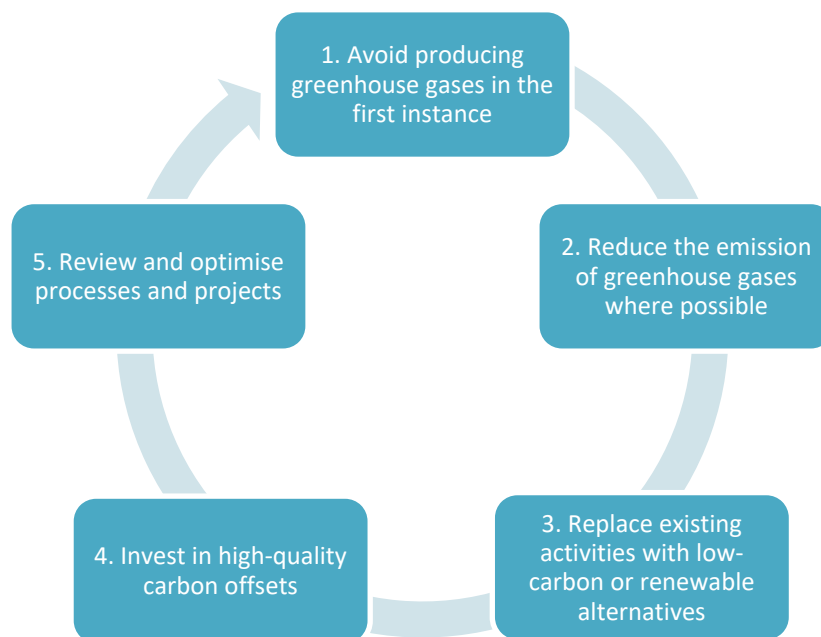 1. Avoid producing
greenhouse gases in the
first instance
2. Reduce the emission
of greenhouse gases
where possible
3. Replace existing
activities with low-
carbon or renewable
alternatives
4. Invest in high-quality
carbon offsets
5. Review and optimise
processes and projects